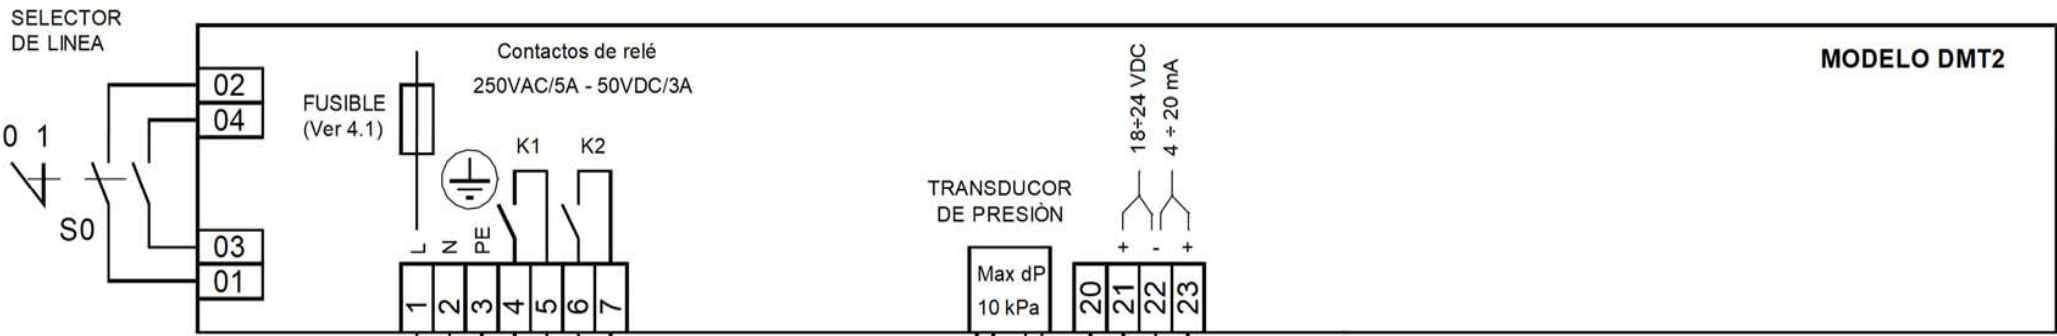 SELECTOR
DE LINEA
Contactos de relé
250VAC/5A - 50VDC/3A
MODELO DMT2
18÷24 VDC
4 ÷ 20 mA
02
04
FUSIBLE
(Ver 4.1)
0 1
K1
K2
TRANSDUCOR
DE PRESIÒN
S0
03
01
L
N
PE
+
-
+
Max dP
10 kPa
1
2
3
4
5
6
7
20
21
22
23